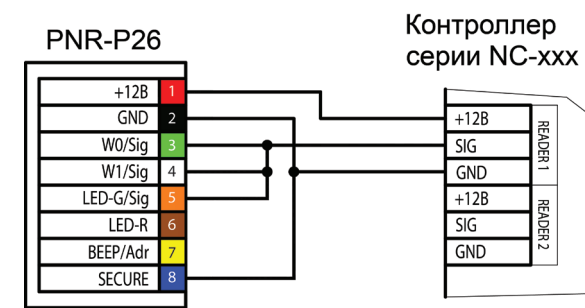 PNR-P26
Контроллер
серии NC-xxx
+12В 1
GND 2
W0/Sig 3
W1/Sig 4
LED-G/Sig 5
LED-R 6
BEEP/Adr 7
SECURE 8
+12В
SIG
GND
READER 1
+12В
SIG
GND
READER 2